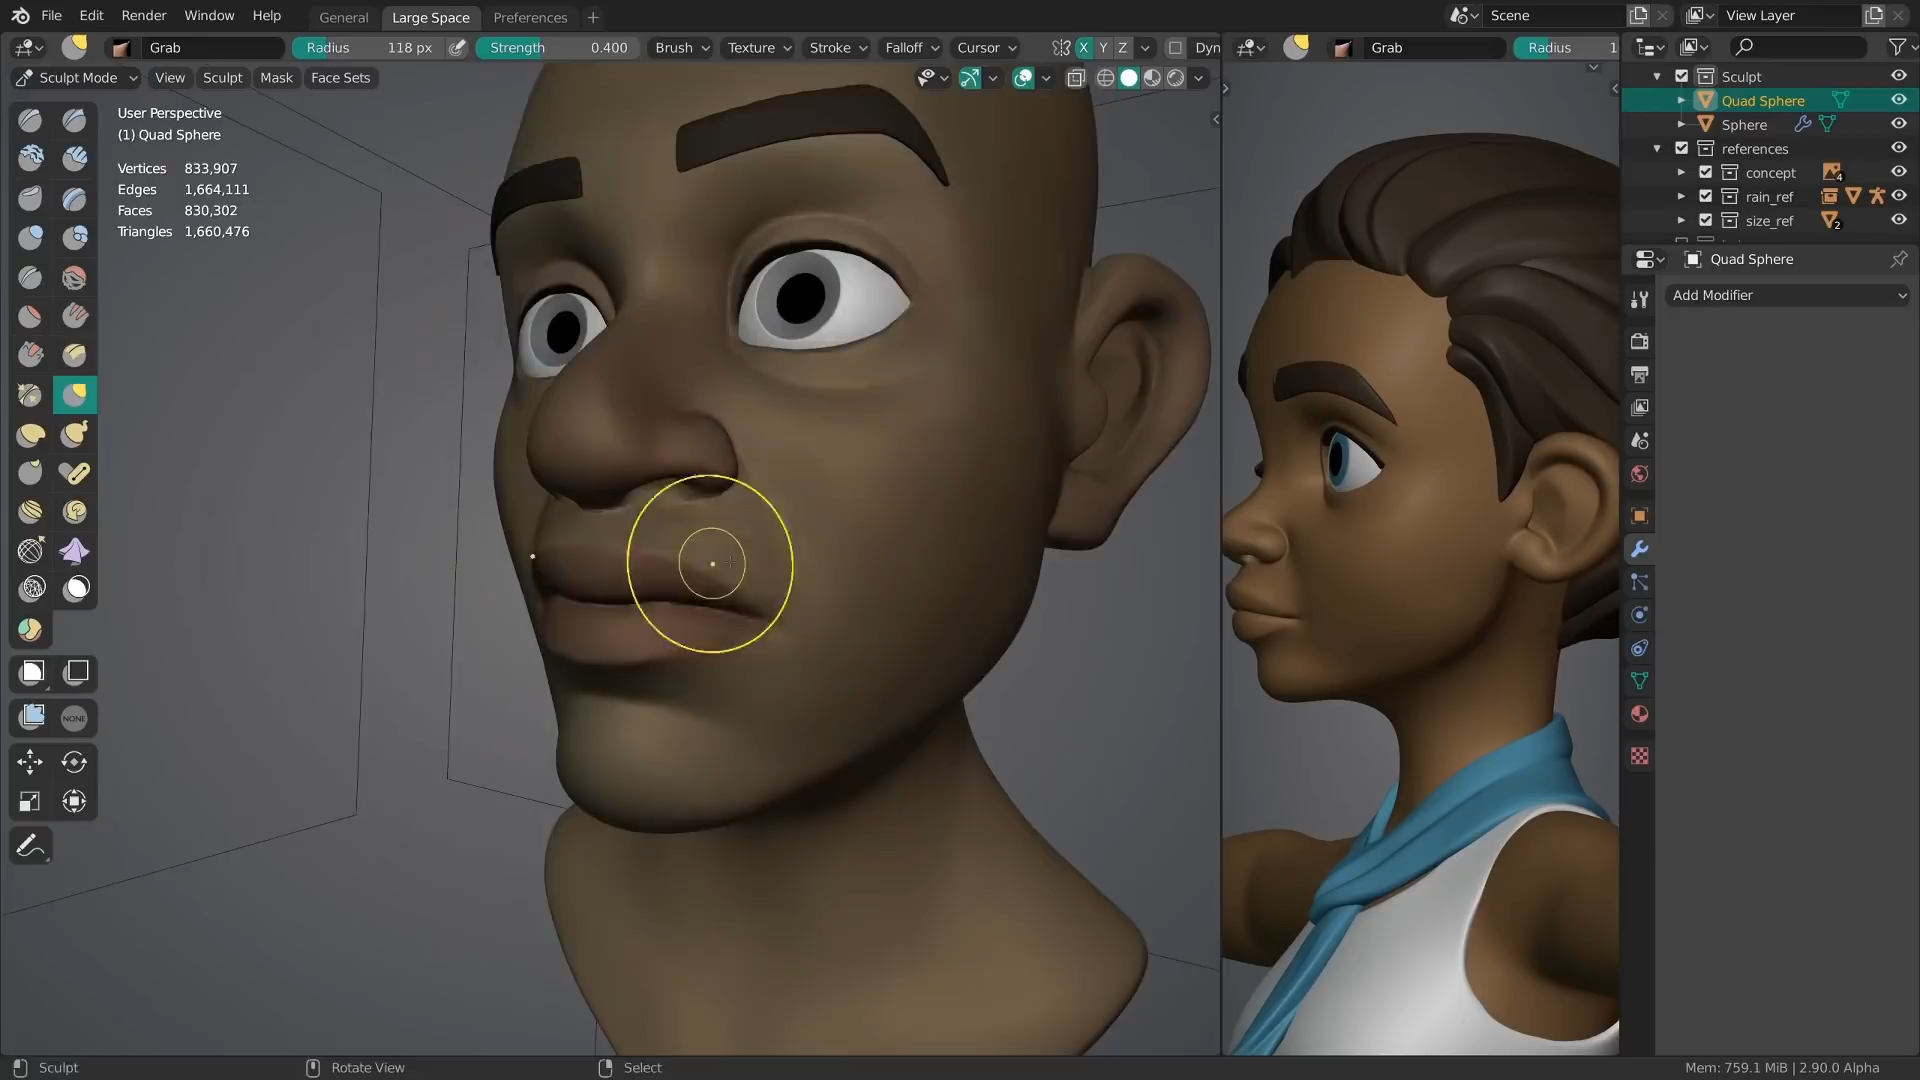 File Edit Render Window Help General Large Space Preferences + Scene View Layer
Grab Radius 118 px Strength 0.400 Brush Texture Stroke Falloff Cursor X Y Z Dyn Grab Radius 1
Sculpt Mode View Sculpt Mask Face Sets
User Perspective
(1) Quad Sphere
Vertices 833,907
Edges 1,664,111
Faces 830,302
Triangles 1,660,476
NONE
Sculpt
Quad Sphere
Sphere
references
concept 4
rain_ref
size_ref 2
Quad Sphere
Add Modifier
Sculpt Rotate View Select Mem: 759.1 MiB | 2.90.0 Alpha